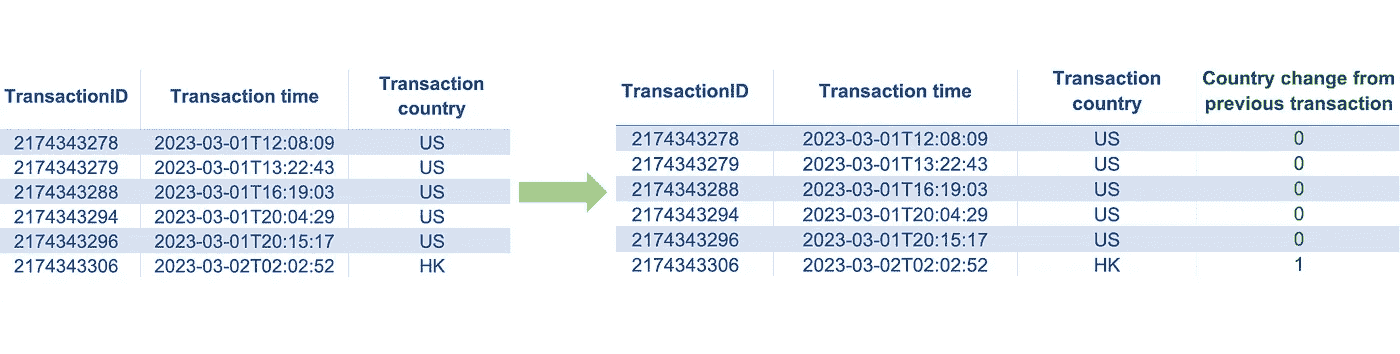 TransactionID Transaction time Transaction country
2174343278 2023-03-01T12:08:09 US
2174343279 2023-03-01T13:22:43 US
2174343288 2023-03-01T16:19:03 US
2174343294 2023-03-01T20:04:29 US
2174343296 2023-03-01T20:15:17 US
2174343306 2023-03-02T02:02:52 HK
TransactionID Transaction time Transaction country Country change from previous transaction
2174343278 2023-03-01T12:08:09 US 0
2174343279 2023-03-01T13:22:43 US 0
2174343288 2023-03-01T16:19:03 US 0
2174343294 2023-03-01T20:04:29 US 0
2174343296 2023-03-01T20:15:17 US 0
2174343306 2023-03-02T02:02:52 HK 1